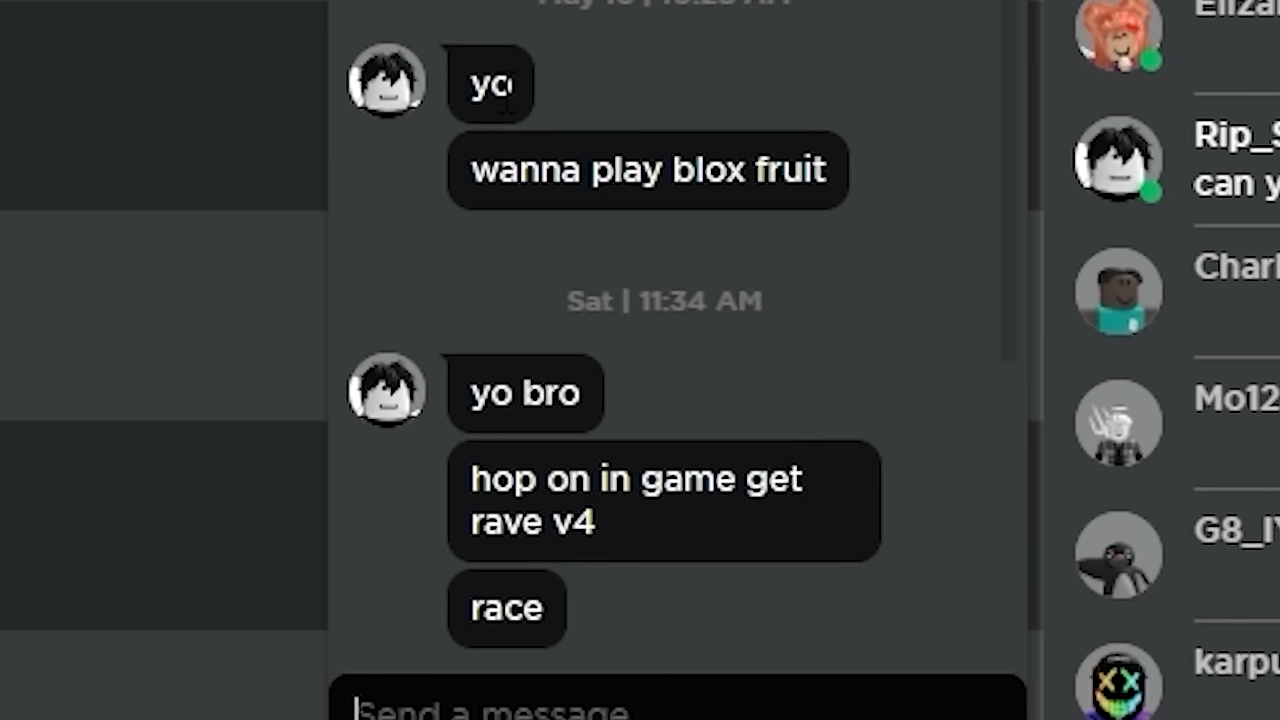 yo
wanna play blox fruit
Sat | 11:34 AM
yo bro
hop on in game get
rave v4
race
Send a message
Rip_S
can y
Charl
Mo12
G8_I
karpu